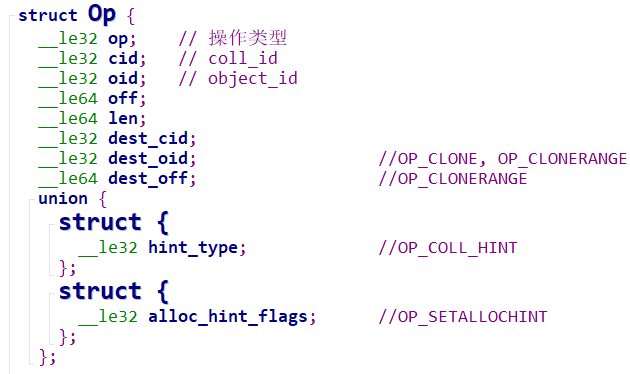 struct Op {
__le32 op; // 操作类型
__le32 cid; // coll_id
__le32 oid; // object_id
__le64 off;
__le64 len;
__le32 dest_cid;
__le32 dest_oid; //OP_CLONE, OP_CLONERANGE
__le64 dest_off; //OP_CLONERANGE
union {
struct {
__le32 hint_type; //OP_COLL_HINT
};
struct {
__le32 alloc_hint_flags; //OP_SETALLOCHINT
};
};